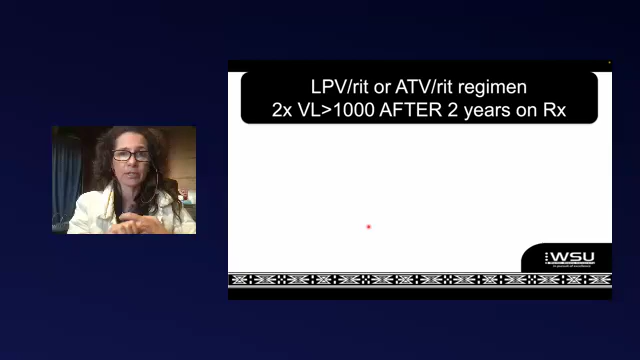 LPV/rit or ATV/rit regimen
2x VL>1000 AFTER 2 years on Rx
WSU